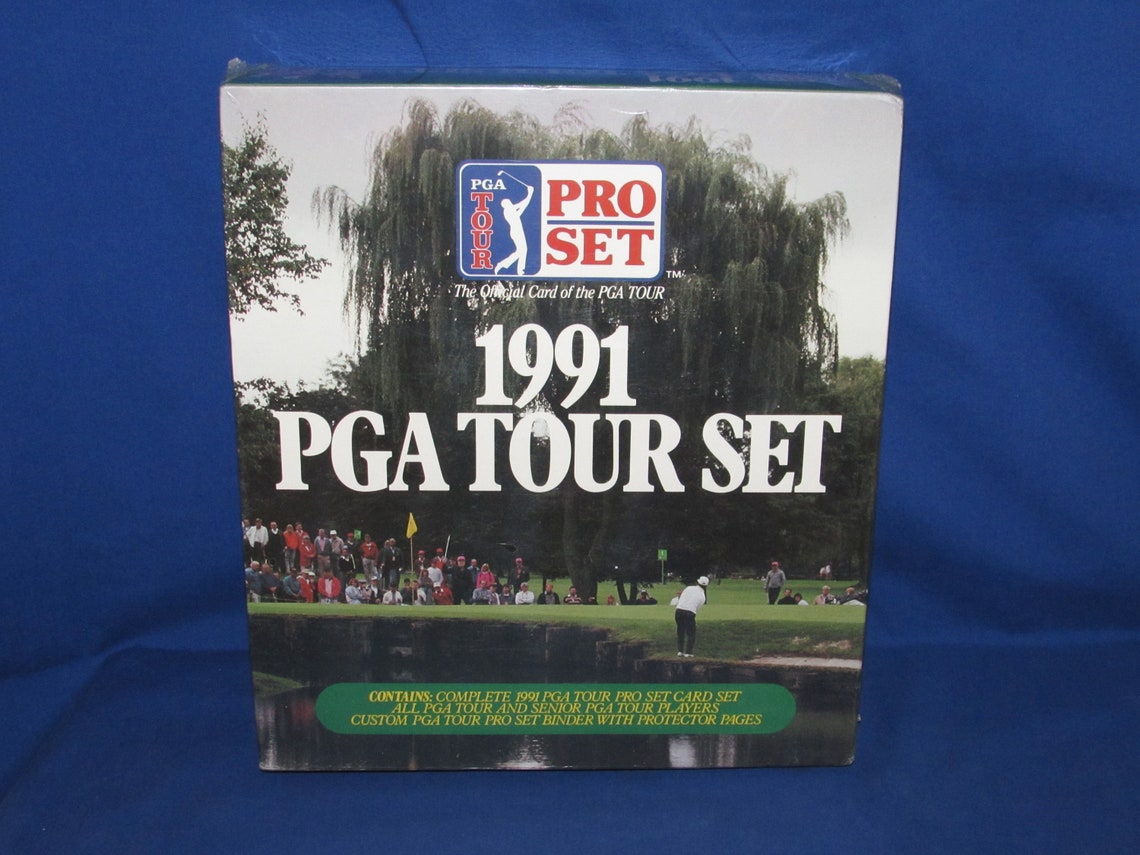 PGA
TOUR
PRO
SET
TM
The Official Card of the PGA TOUR
1991
PGA TOUR SET
CONTAINS: COMPLETE 1991 PGA TOUR PRO SET CARD SET
ALL PGA TOUR AND SENIOR PGA TOUR PLAYERS
CUSTOM PGA TOUR PRO SET BINDER WITH PROTECTOR PAGES